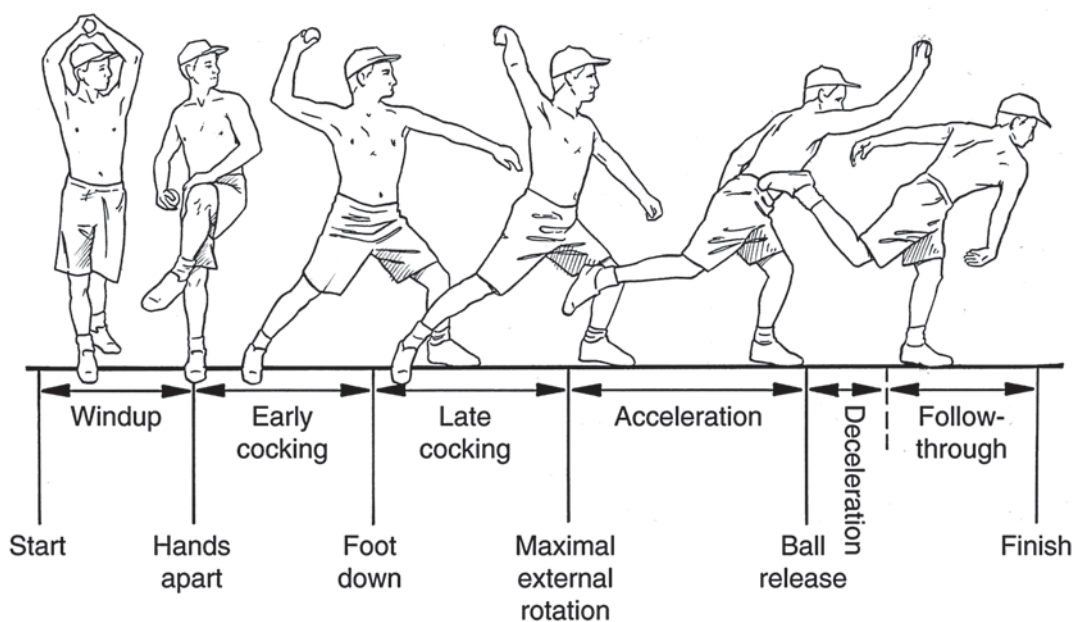 Windup
Early
cocking
Late
cocking
Acceleration
Deceleration
Follow-
through
Start
Hands
apart
Foot
down
Maximal
external
rotation
Ball
release
Finish